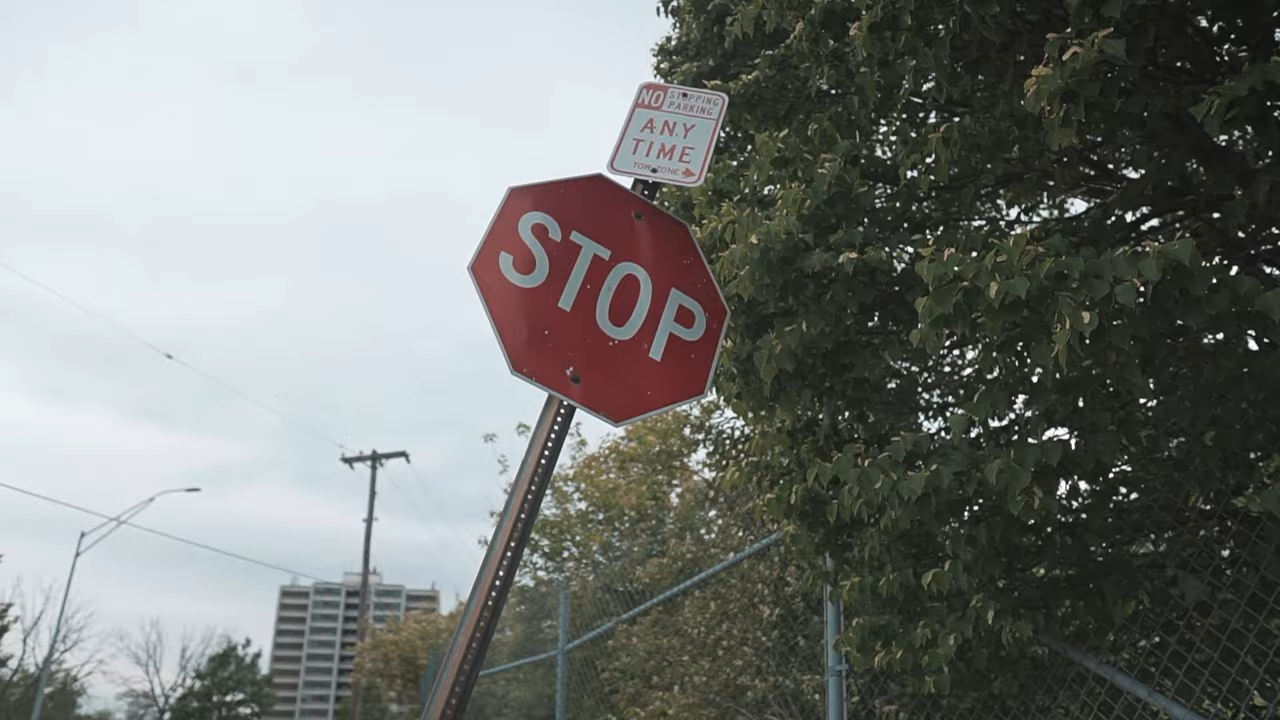 NO STOPPING
PARKING
ANY
TIME
TOW ZONE
STOP